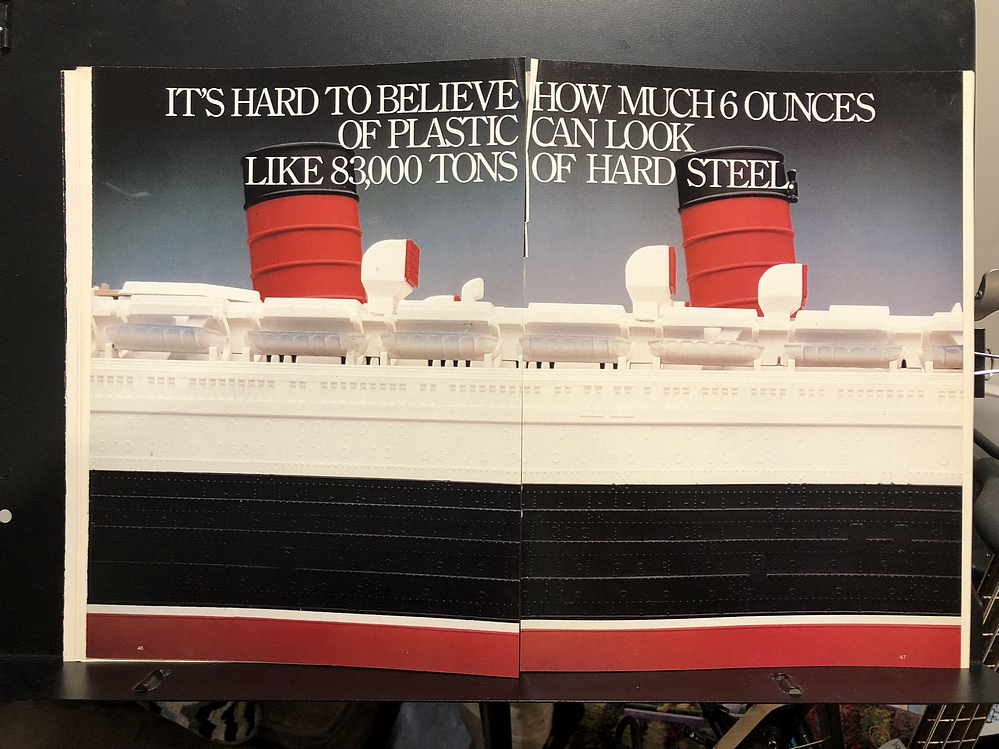 IT'S HARD TO BELIEVE HOW MUCH 6 OUNCES
OF PLASTIC CAN LOOK
LIKE 83,000 TONS OF HARD STEEL.
46
47